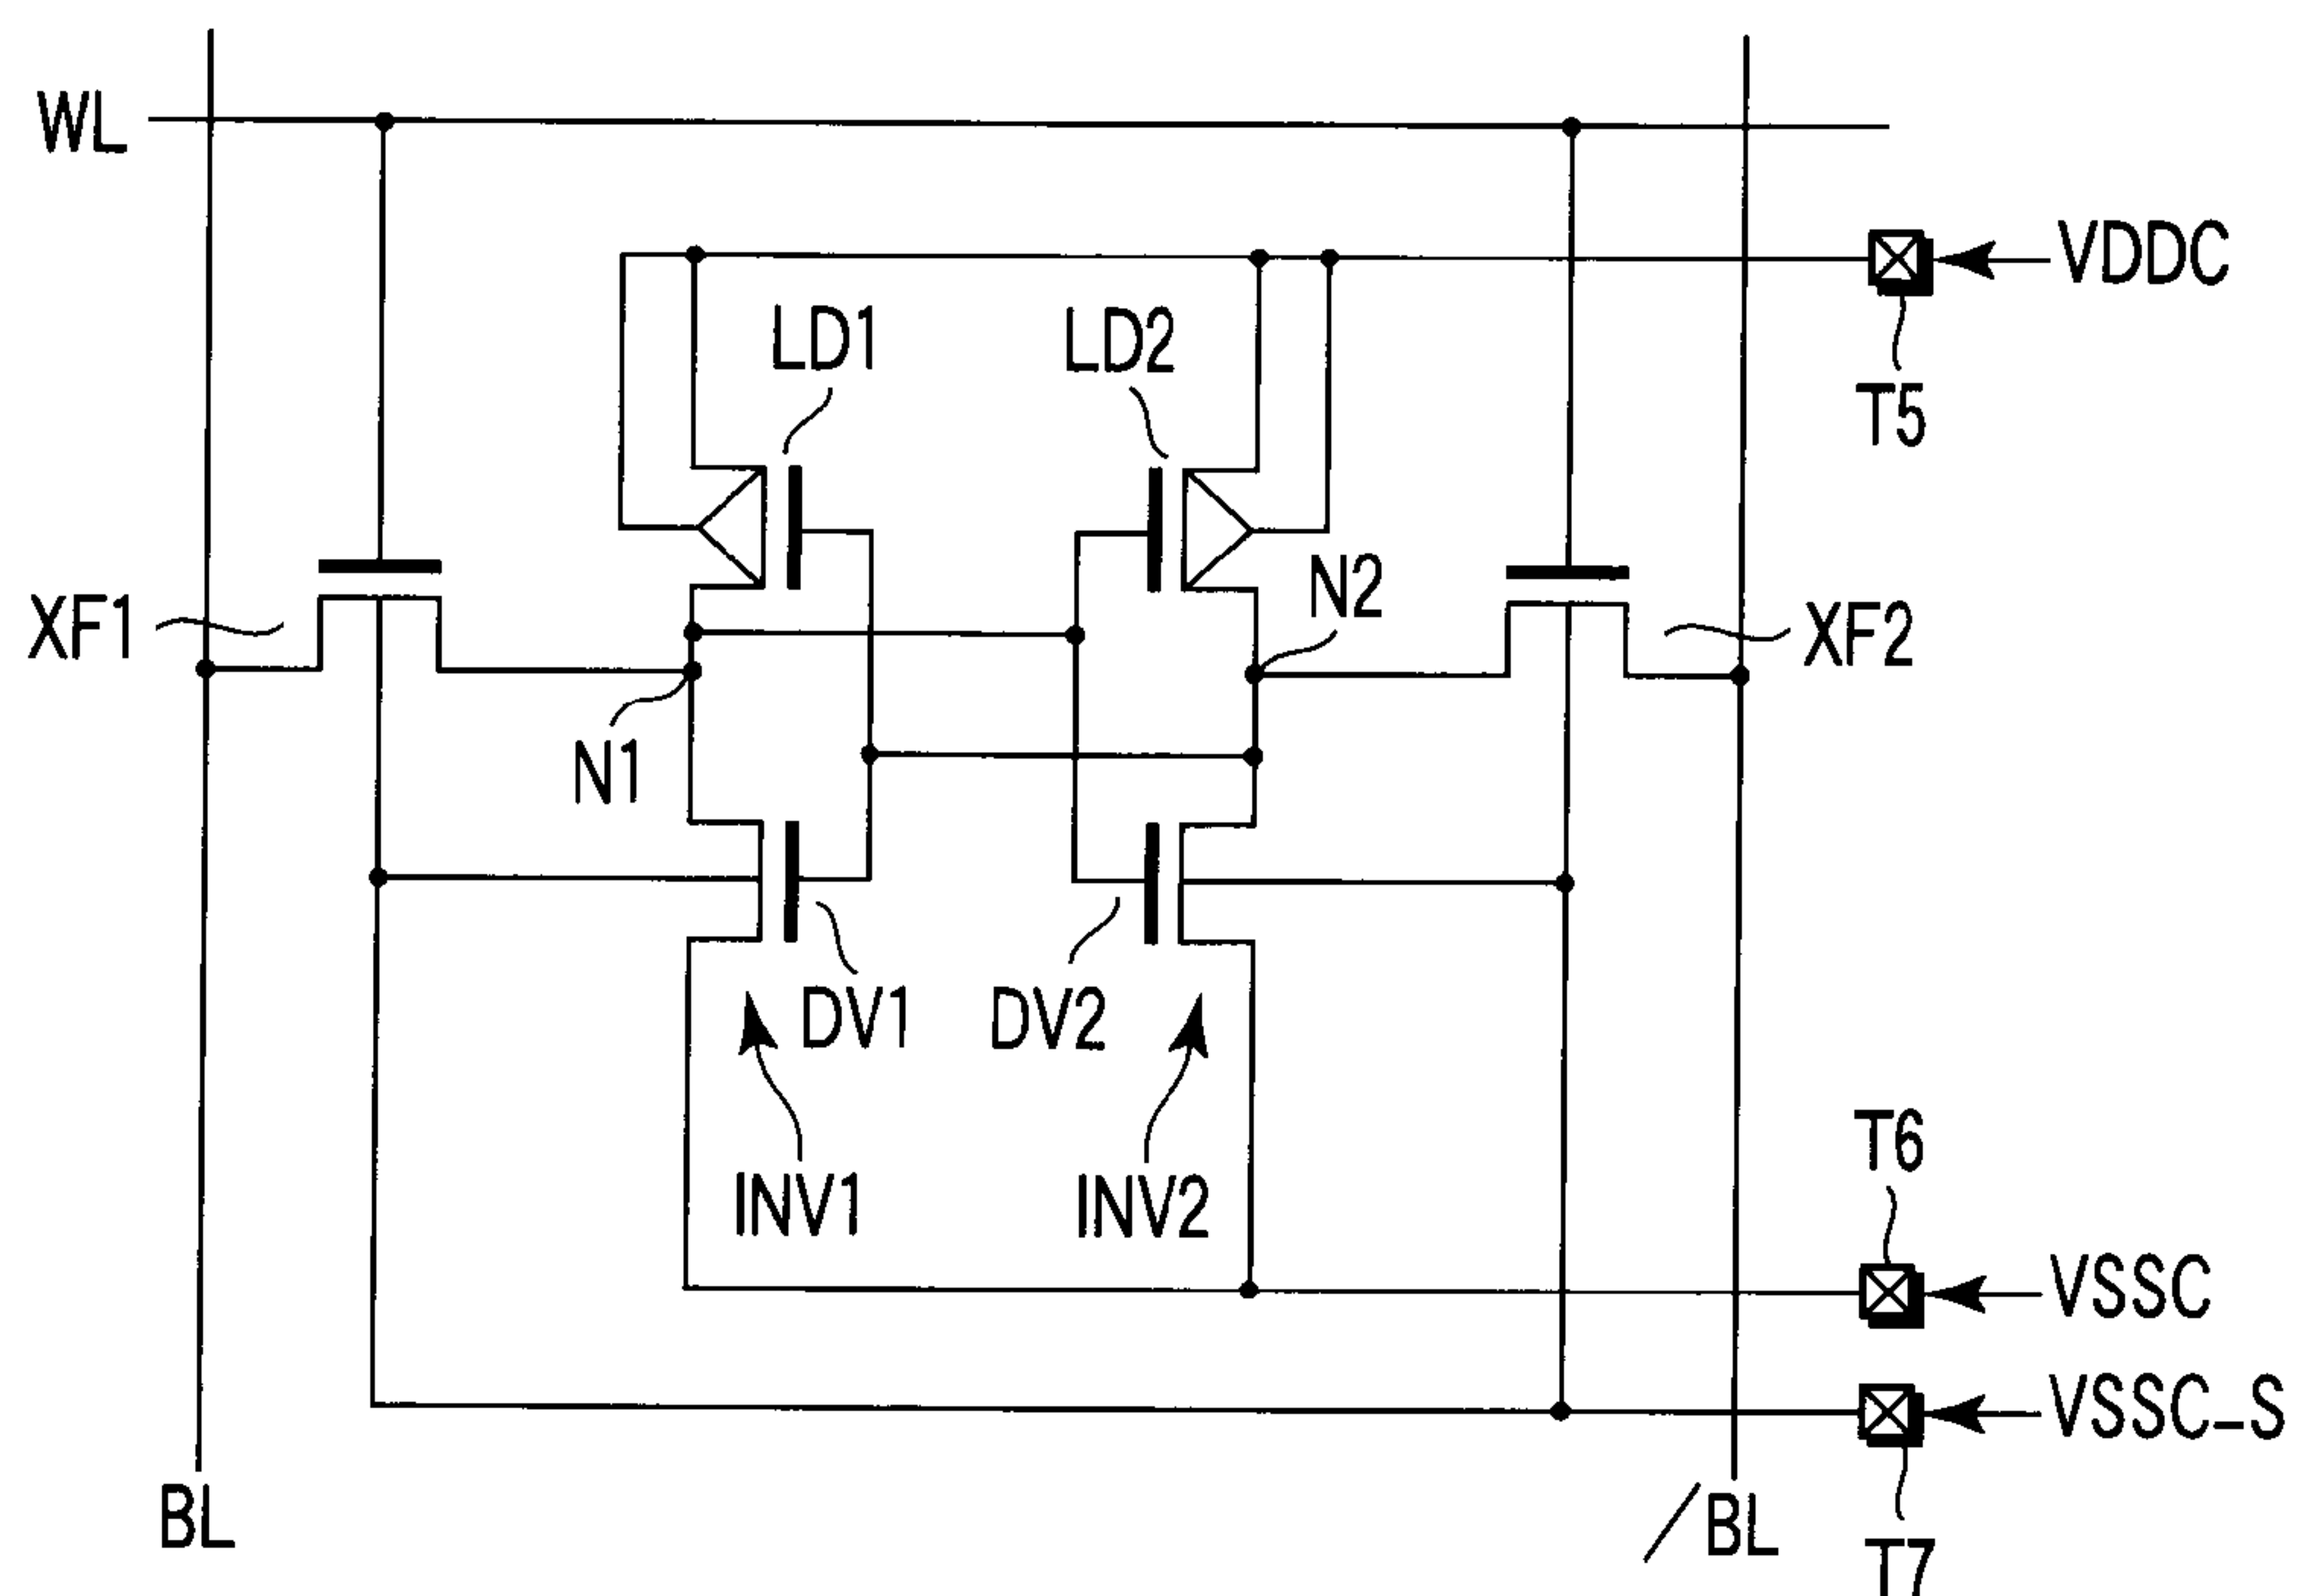 WL
VDDC
LD1
LD2
T5
N2
XF1
XF2
N1
DV1
DV2
T6
INV1
INV2
VSSC
VSSC-S
BL
/BL
T7